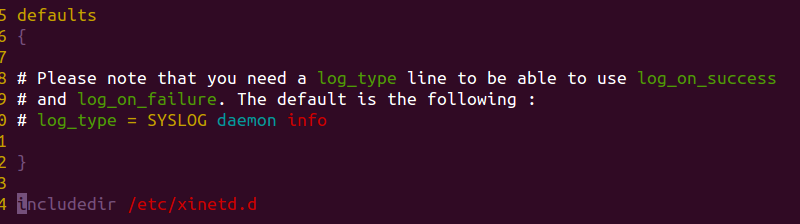 5 defaults
6 {
7
8 # Please note that you need a log_type line to be able to use log_on_success
9 # and log_on_failure. The default is the following :
0 # log_type = SYSLOG daemon info
1
2 }
3
4 includedir /etc/xinetd.d